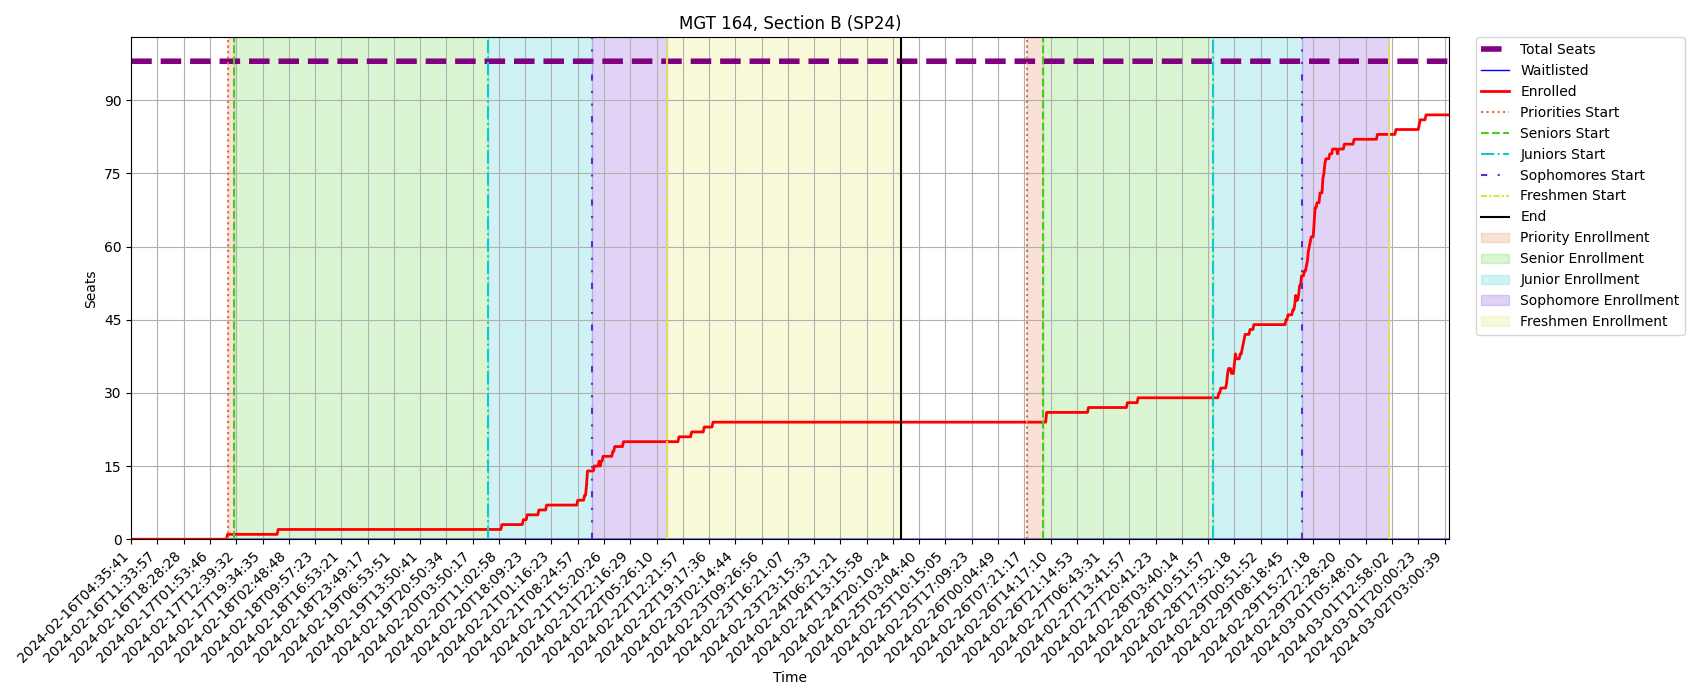 MGT 164, Section B (SP24)
Total Seats
Waitlisted
Enrolled
Priorities Start
Seniors Start
Juniors Start
Sophomores Start
Freshmen Start
End
Priority Enrollment
Senior Enrollment
Junior Enrollment
Sophomore Enrollment
Freshmen Enrollment
Seats
90
75
60
45
30
15
0
2024-02-16T04:35:41
2024-02-16T11:33:57
2024-02-16T18:28:28
2024-02-17T01:53:46
2024-02-17T12:39:32
2024-02-17T19:34:35
2024-02-18T02:48:48
2024-02-18T09:57:23
2024-02-18T16:53:21
2024-02-18T23:49:17
2024-02-19T06:53:51
2024-02-19T13:50:41
2024-02-19T20:50:34
2024-02-20T03:50:17
2024-02-20T11:02:58
2024-02-20T18:09:23
2024-02-21T01:16:23
2024-02-21T08:24:57
2024-02-21T15:20:26
2024-02-21T22:16:29
2024-02-22T05:26:10
2024-02-22T12:21:57
2024-02-22T19:17:36
2024-02-23T02:14:44
2024-02-23T09:26:56
2024-02-23T16:21:07
2024-02-23T23:15:33
2024-02-24T06:21:21
2024-02-24T13:15:58
2024-02-24T20:10:24
2024-02-25T03:04:40
2024-02-25T10:15:05
2024-02-25T17:09:23
2024-02-26T00:04:49
2024-02-26T07:21:17
2024-02-26T14:17:10
2024-02-26T21:14:53
2024-02-27T06:43:31
2024-02-27T13:41:57
2024-02-27T20:41:23
2024-02-28T03:40:14
2024-02-28T10:51:57
2024-02-28T17:52:18
2024-02-29T00:51:52
2024-02-29T08:18:45
2024-02-29T15:27:18
2024-02-29T22:28:20
2024-03-01T05:48:01
2024-03-01T12:58:02
2024-03-01T20:00:23
2024-03-02T03:00:39
Time